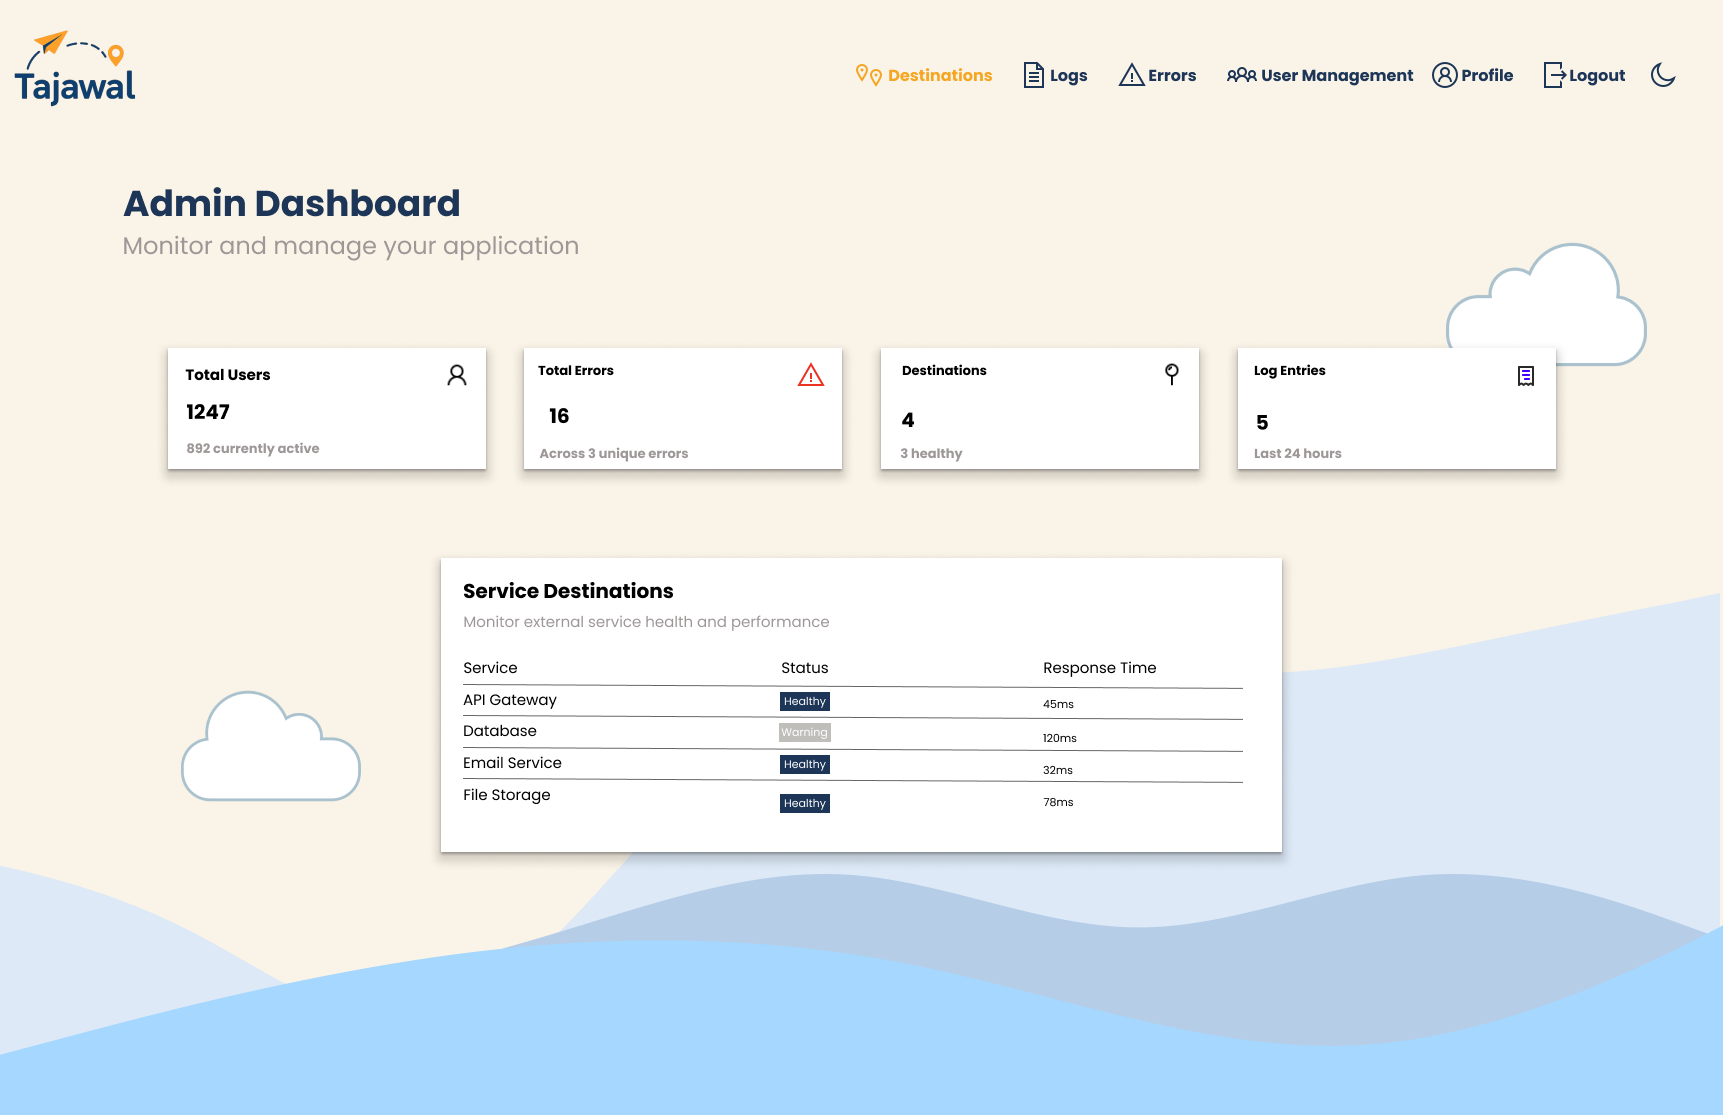 Tajawal
Destinations Logs Errors User Management Profile Logout
Admin Dashboard
Monitor and manage your application
Total Users
1247
892 currently active
Total Errors
16
Across 3 unique errors
Destinations
4
3 healthy
Log Entries
5
Last 24 hours
Service Destinations
Monitor external service health and performance
Service Status Response Time
API Gateway Healthy 45ms
Database Warning 120ms
Email Service Healthy 32ms
File Storage Healthy 78ms